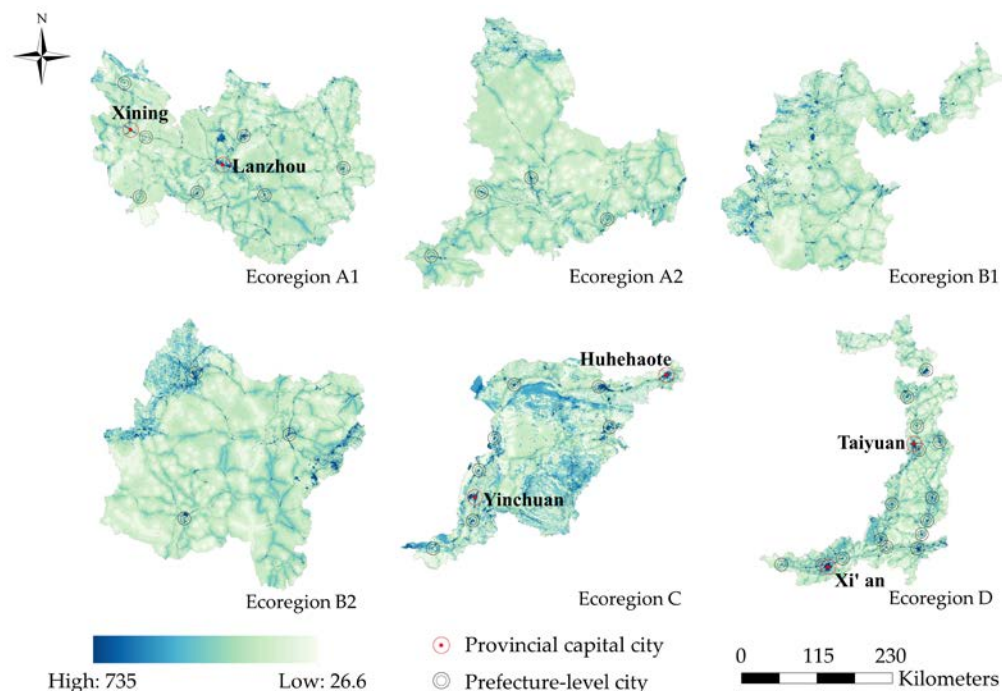 N
Xining
Lanzhou
Ecoregion A1
Ecoregion A2
Ecoregion B1
Huhehaote
Taiyuan
Yinchuan
Xi' an
Ecoregion B2
Ecoregion C
Ecoregion D
High: 735
Low: 26.6
Provincial capital city
Prefecture-level city
0 115 230
Kilometers